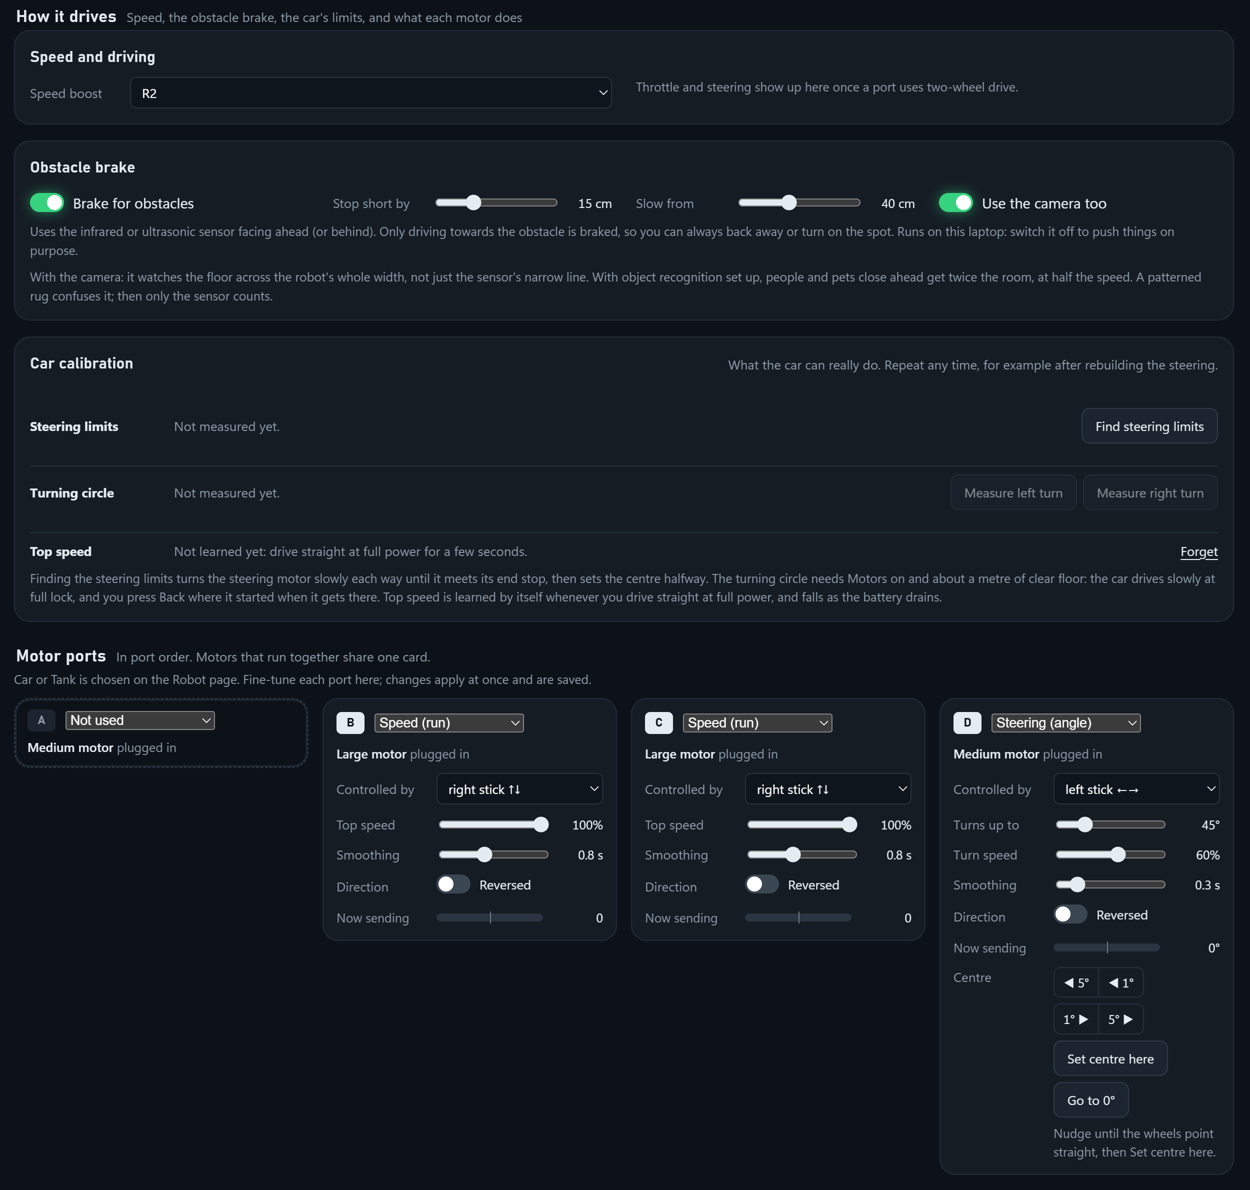 How it drives Speed, the obstacle brake, the car's limits, and what each motor does
Speed and driving
Speed boost R2 Throttle and steering show up here once a port uses two-wheel drive.
Obstacle brake
Brake for obstacles Stop short by 15 cm Slow from 40 cm Use the camera too
Uses the infrared or ultrasonic sensor facing ahead (or behind). Only driving towards the obstacle is braked, so you can always back away or turn on the spot. Runs on this laptop: switch it off to push things on
purpose.
With the camera: it watches the floor across the robot's whole width, not just the sensor's narrow line. With object recognition set up, people and pets close ahead get twice the room, at half the speed. A patterned
rug confuses it; then only the sensor counts.
Car calibration What the car can really do. Repeat any time, for example after rebuilding the steering.
Steering limits Not measured yet. Find steering limits
Turning circle Not measured yet. Measure left turn Measure right turn
Top speed Not learned yet: drive straight at full power for a few seconds. Forget
Finding the steering limits turns the steering motor slowly each way until it meets its end stop, then sets the centre halfway. The turning circle needs Motors on and about a metre of clear floor: the car drives slowly at
full lock, and you press Back where it started when it gets there. Top speed is learned by itself whenever you drive straight at full power, and falls as the battery drains.
Motor ports In port order. Motors that run together share one card.
Car or Tank is chosen on the Robot page. Fine-tune each port here; changes apply at once and are saved.
A Not used
Medium motor plugged in
B Speed (run)
Large motor plugged in
Controlled by right stick ↑↓
Top speed 100%
Smoothing 0.8 s
Direction Reversed
Now sending 0
C Speed (run)
Large motor plugged in
Controlled by right stick ↑↓
Top speed 100%
Smoothing 0.8 s
Direction Reversed
Now sending 0
D Steering (angle)
Medium motor plugged in
Controlled by left stick ←→
Turns up to 45°
Turn speed 60%
Smoothing 0.3 s
Direction Reversed
Now sending 0°
Centre ◀ 5° ◀ 1°
1° ▶ 5° ▶
Set centre here
Go to 0°
Nudge until the wheels point
straight, then Set centre here.